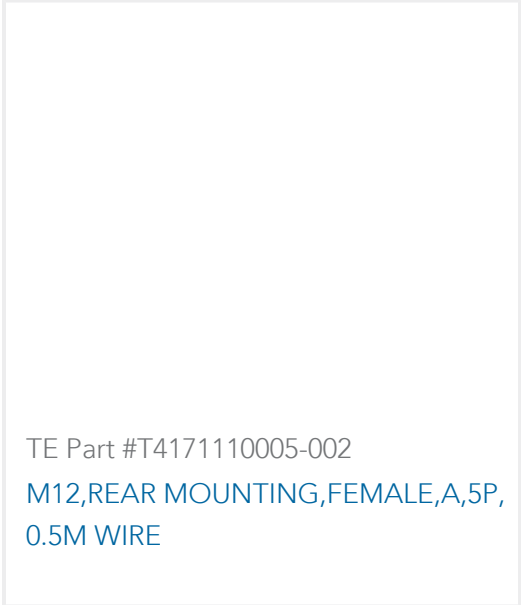 TE Part #T4171110005-002
M12,REAR MOUNTING,FEMALE,A,5P,
0.5M WIRE